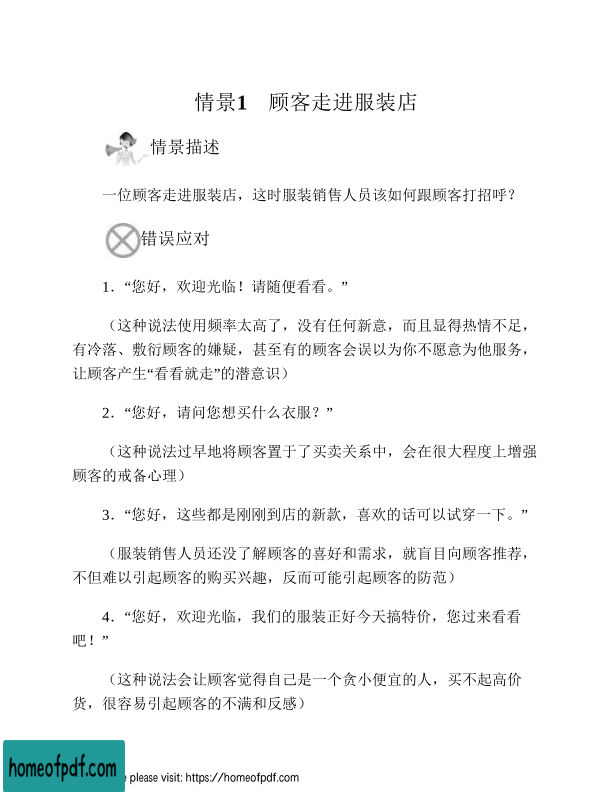 情景1 顾客走进服装店
情景描述
一位顾客走进服装店，这时服装销售人员该如何跟顾客打招呼？
错误应对
1．“您好，欢迎光临！请随便看看。”
（这种说法使用频率太高了，没有任何新意，而且显得热情不足，
有冷落、敷衍顾客的嫌疑，甚至有的顾客会误以为你不愿意为他服务，
让顾客产生“看看就走”的潜意识）
2．“您好，请问您想买什么衣服？”
（这种说法过早地将顾客置于了买卖关系中，会在很大程度上增强
顾客的戒备心理）
3．“您好，这些都是刚刚到店的新款，喜欢的话可以试穿一下。”
（服装销售人员还没了解顾客的喜好和需求，就盲目向顾客推荐，
不但难以引起顾客的购买兴趣，反而可能引起顾客的防范）
4．“您好，欢迎光临，我们的服装正好今天搞特价，您过来看看
吧！”
（这种说法会让顾客觉得自己是一个贪小便宜的人，买不起高价
货，很容易引起顾客的不满和反感）
homeofpdf.com
please visit: https://homeofpdf.com